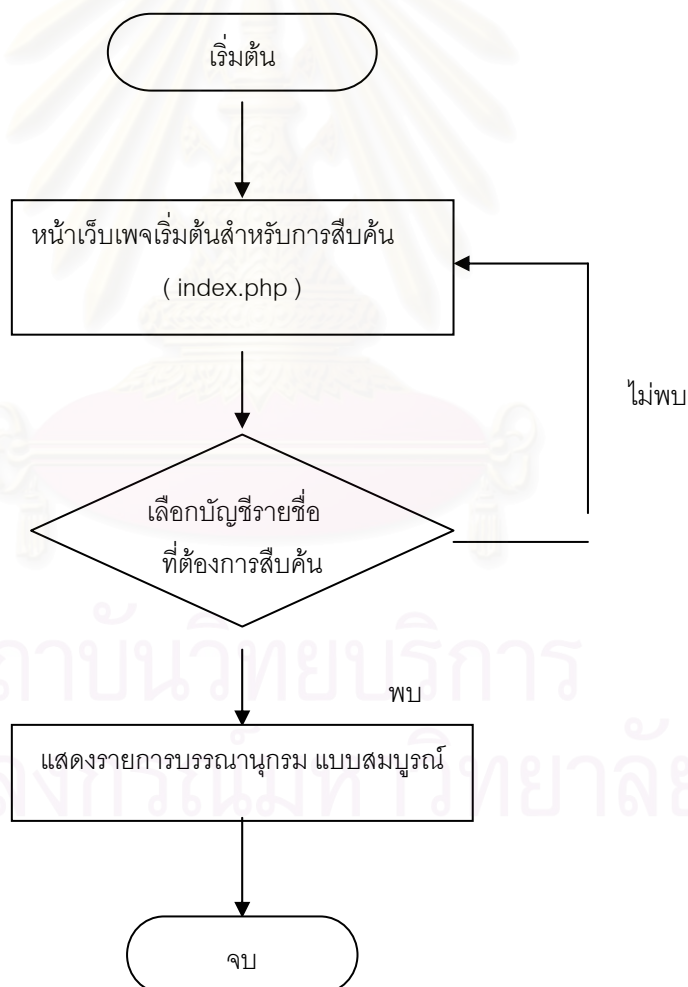 เริ่มต้น
หน้าเว็บเพจเริ่มต้นสำหรับการสืบค้น
( index.php )
ไม่พบ
เลือกบัญชีรายชื่อ
ที่ต้องการสืบค้น
พบ
แสดงรายการบรรณานุกรม แบบสมบูรณ์
จบ